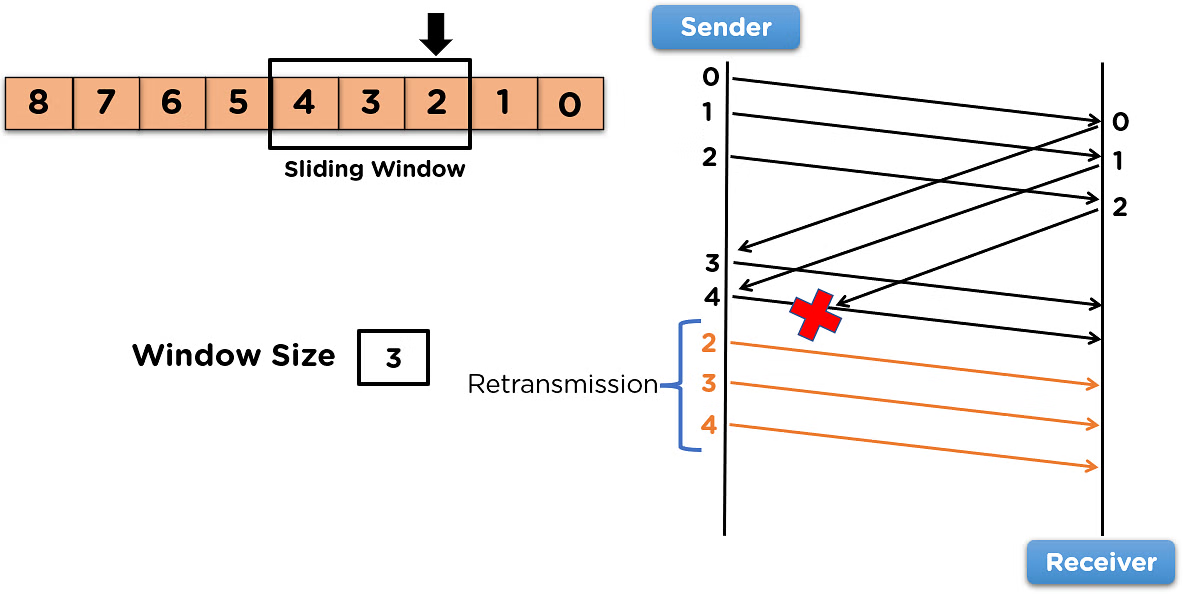 8 7 6 5 4 3 2 1 0
Sliding Window
Window Size 3
Sender
0
1
2
3
4
2
3
4
Retransmission
0
1
2
Receiver